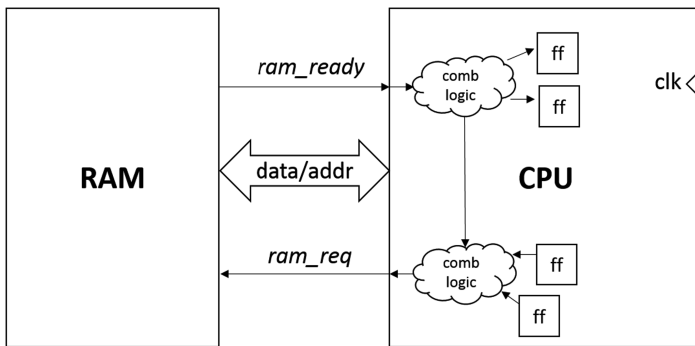 ram_ready
comb
logic
ff
ff
clk
RAM
data/addr
CPU
ram_req
comb
logic
ff
ff